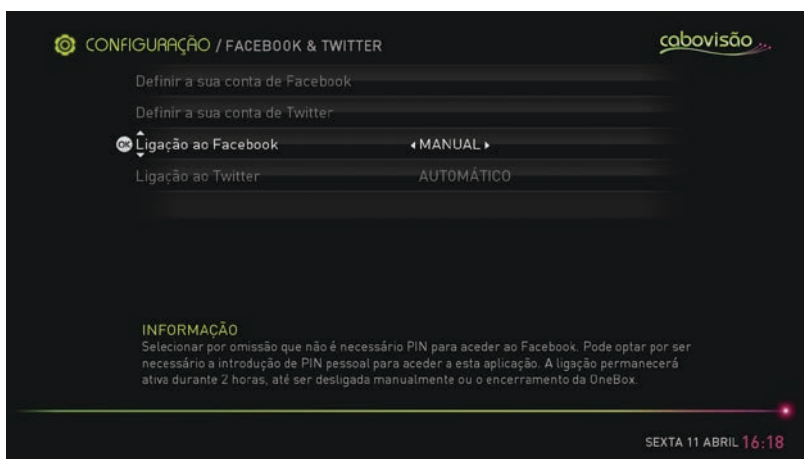 CONFIGURAÇÃO / FACEBOOK & TWITTER
cabovisão
Definir a sua conta de Facebook
Definir a sua conta de Twitter
OK Ligação ao Facebook MANUAL
Ligação ao Twitter AUTOMÁTICO
INFORMAÇÃO
Selecionar por omissão que não é necessário PIN para aceder ao Facebook. Pode optar por ser
necessário a introdução de PIN pessoal para aceder a esta aplicação. A ligação permanecerá
ativa durante 2 horas, até ser desligada manualmente ou o encerramento da OneBox.
SEXTA 11 ABRIL 16:18